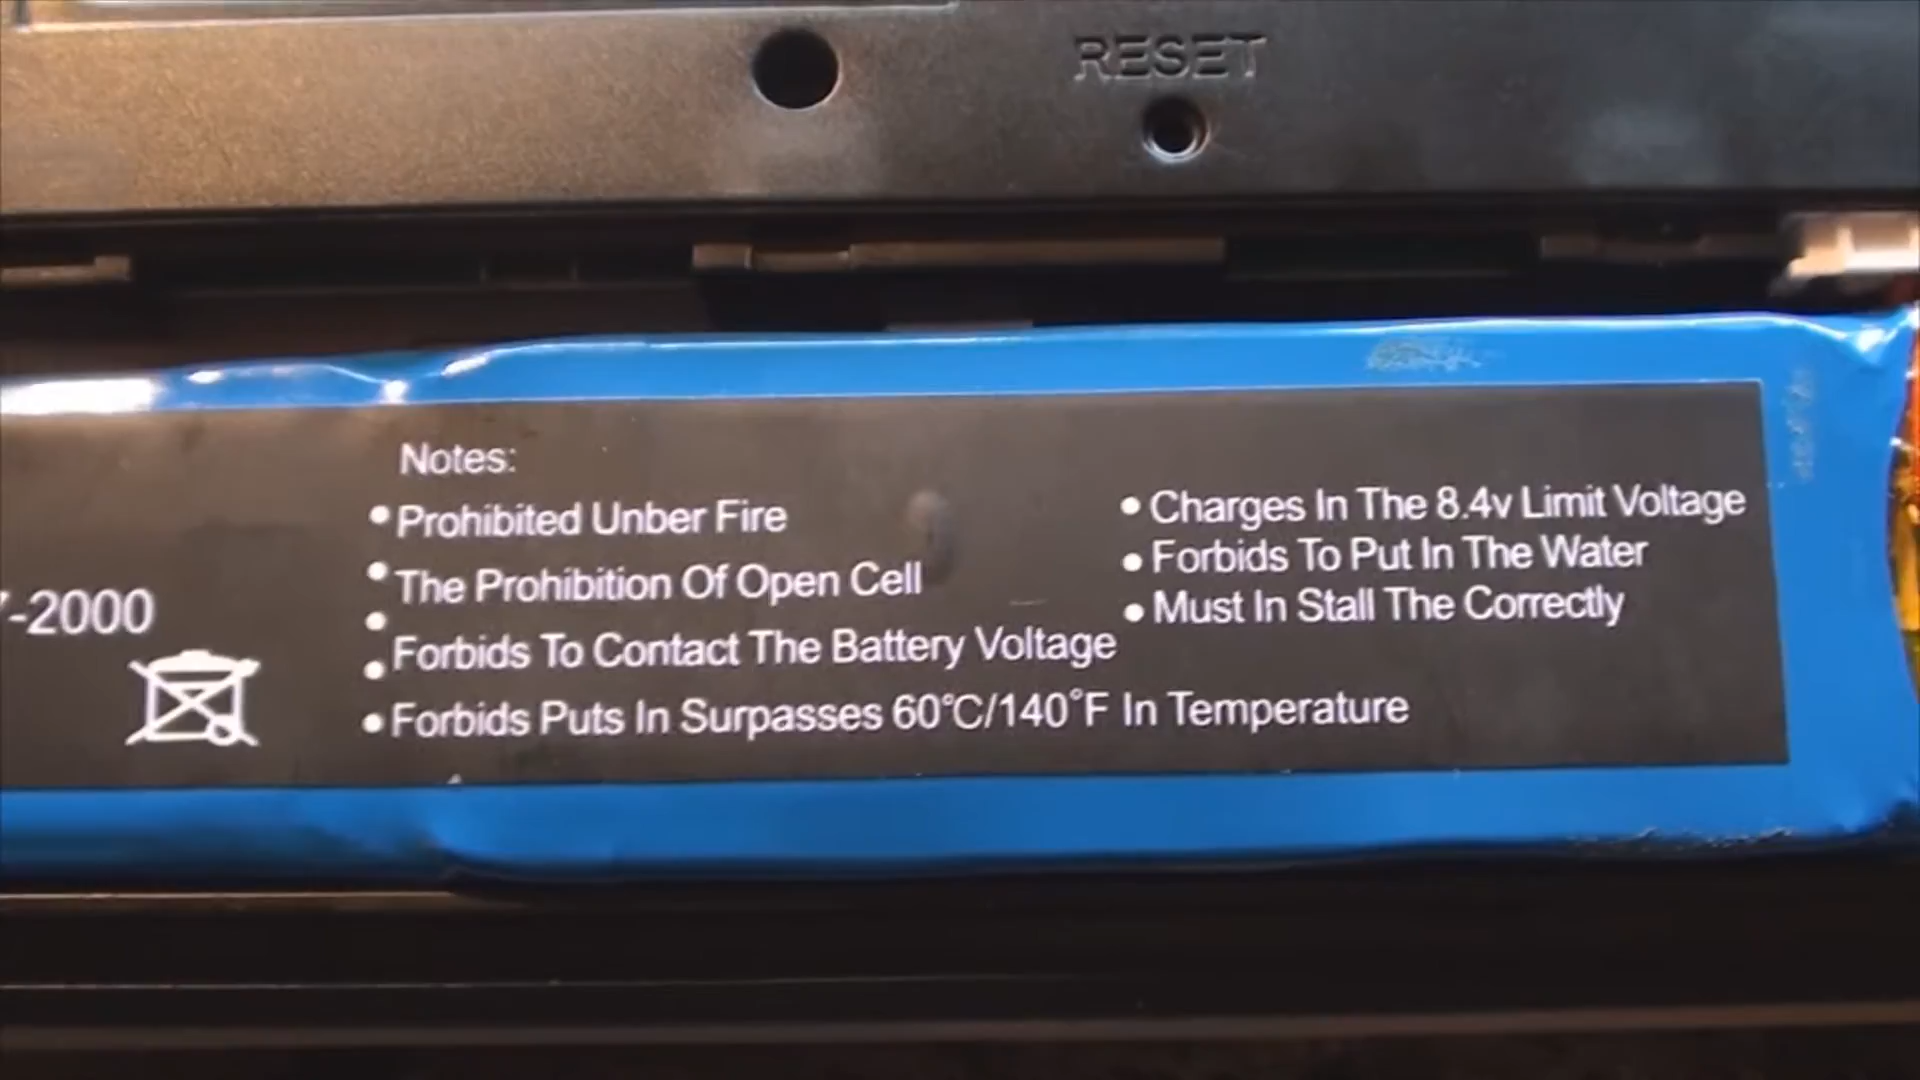 RESET
Notes:
•Prohibited Unber Fire
•The Prohibition Of Open Cell
•Forbids To Contact The Battery Voltage
•Forbids Puts In Surpasses 60°C/140°F In Temperature
•Charges In The 8.4v Limit Voltage
•Forbids To Put In The Water
•Must In Stall The Correctly
-2000